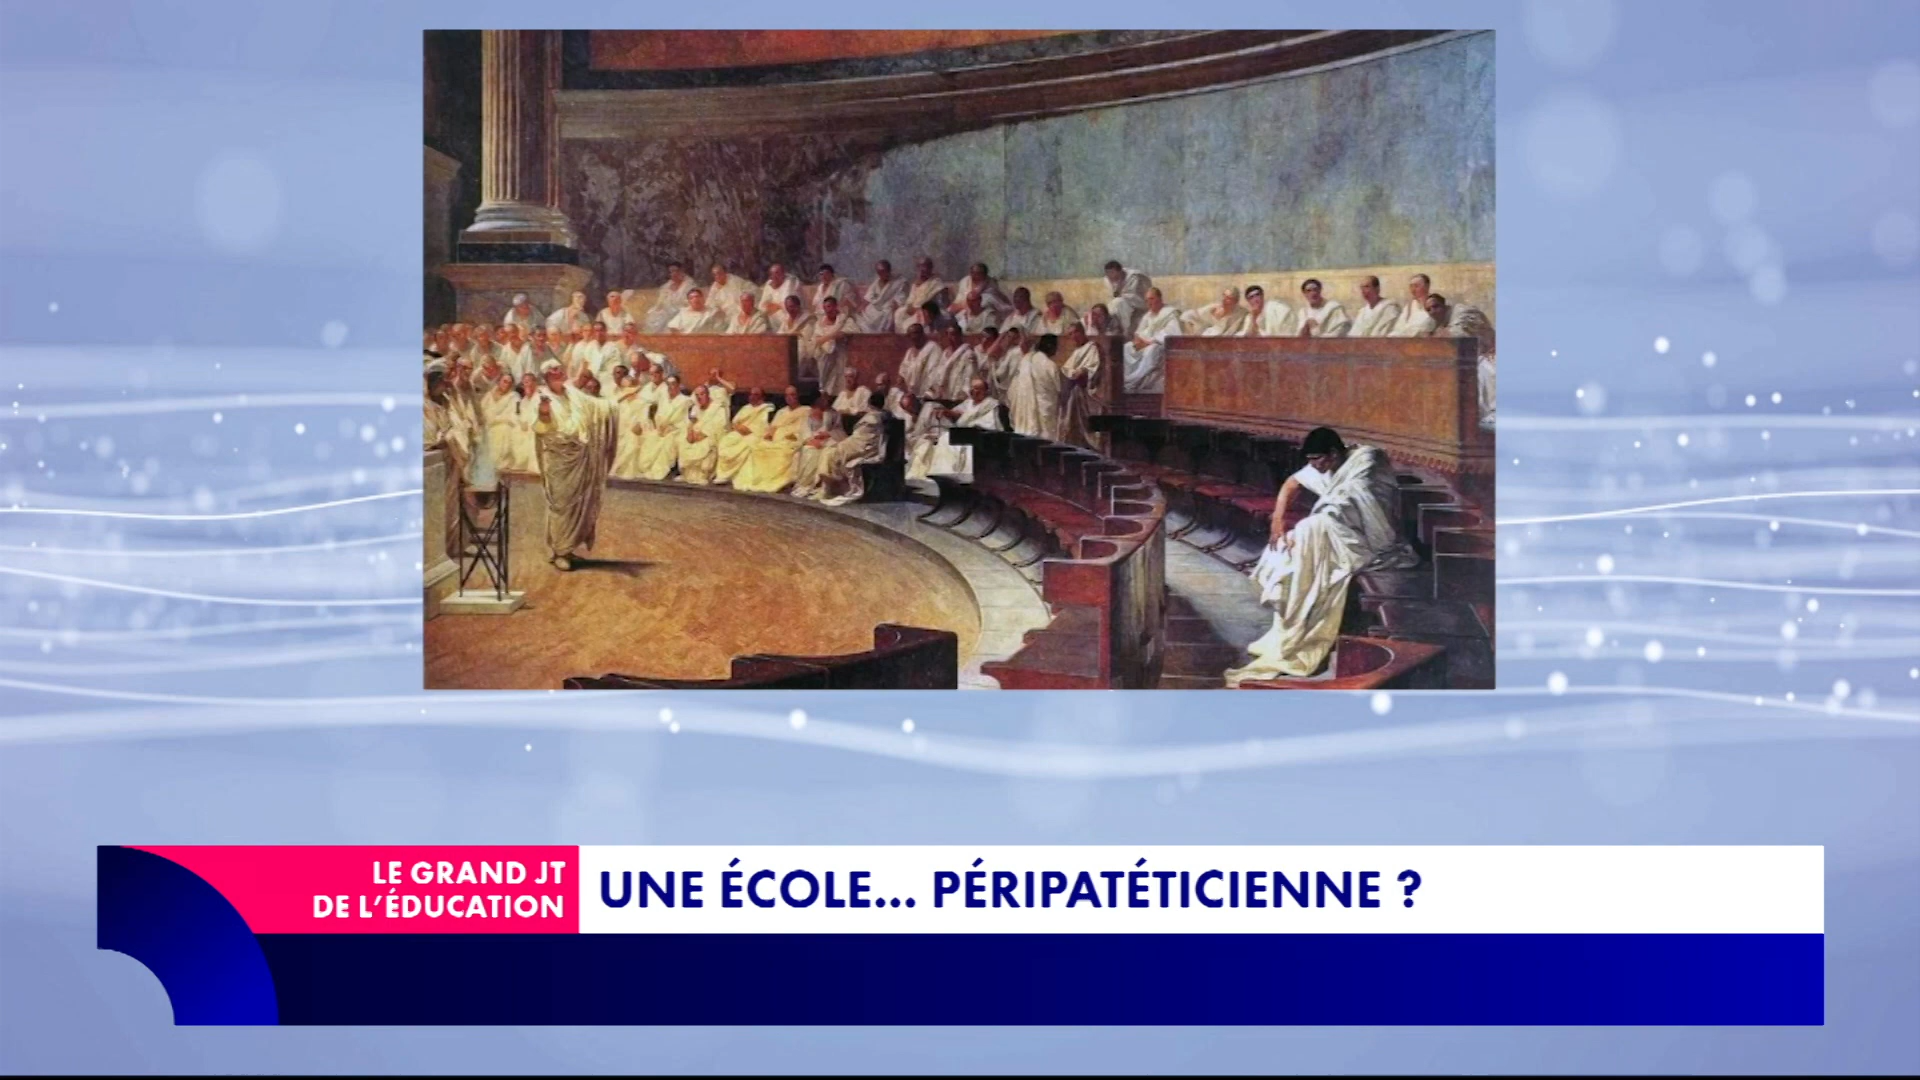 LE GRAND JT
DE L'ÉDUCATION
UNE ÉCOLE... PÉRIPATÉTICIENNE ?